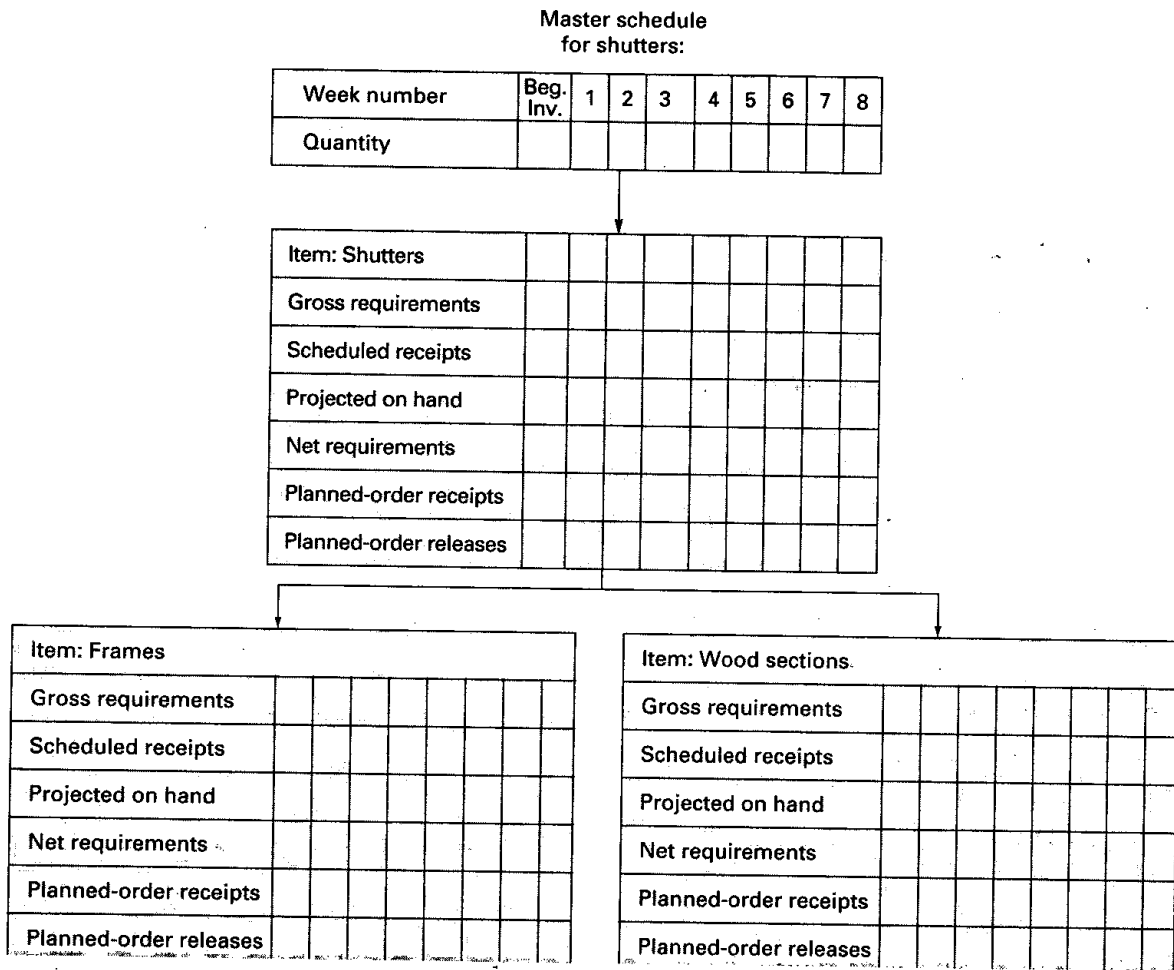 Master schedule
for shutters:
Week number Beg. Inv. 1 2 3 4 5 6 7 8
Quantity
Item: Shutters
Gross requirements
Scheduled receipts
Projected on hand
Net requirements
Planned-order receipts
Planned-order releases
Item: Frames
Gross requirements
Scheduled receipts
Projected on hand
Net requirements
Planned-order receipts
Planned-order releases
Item: Wood sections
Gross requirements
Scheduled receipts
Projected on hand
Net requirements
Planned-order receipts
Planned-order releases